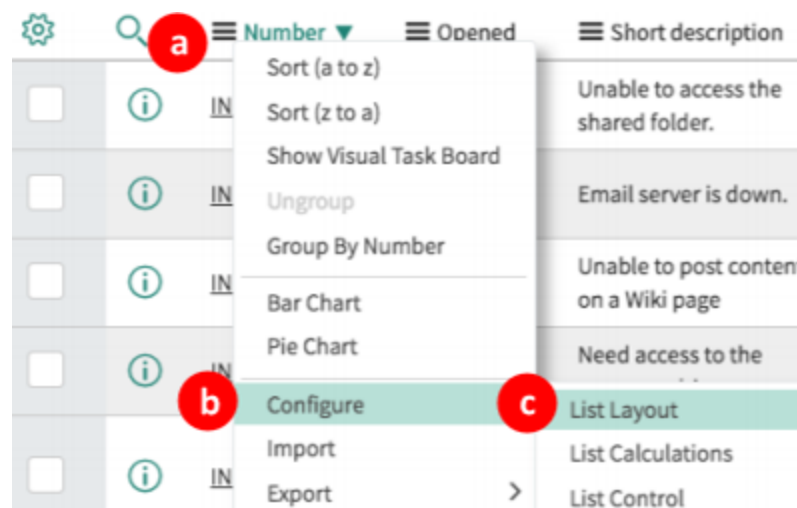 a
Number ▼ Opened Short description
Sort (a to z)
Sort (z to a)
Show Visual Task Board
Ungroup
Group By Number
Bar Chart
Pie Chart
b
Configure
Import
Export
c
List Layout
List Calculations
List Control
IN
Unable to access the
shared folder.
IN
Email server is down.
IN
Unable to post conten
on a Wiki page
IN
Need access to the
IN